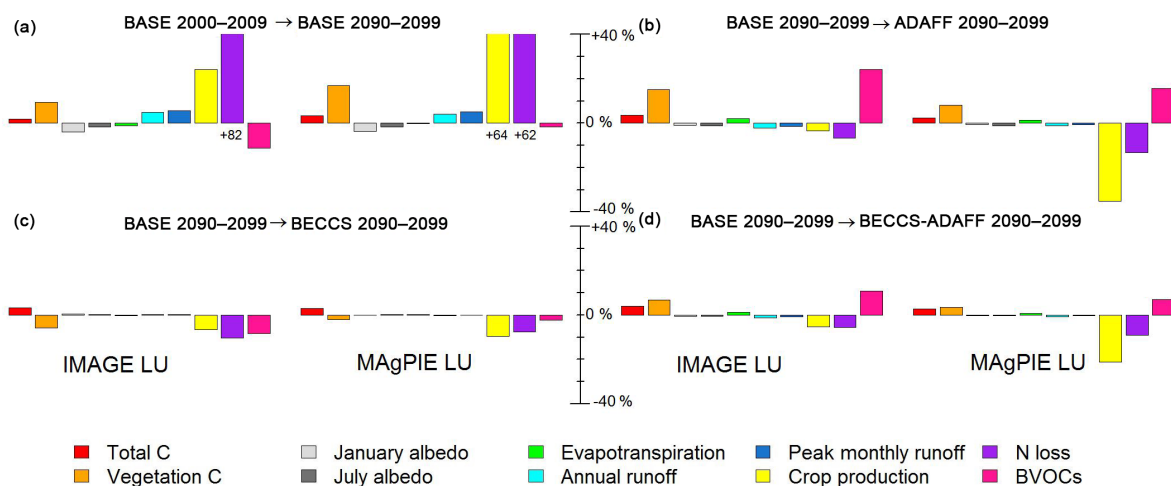 (a) BASE 2000–2009 → BASE 2090–2099
+40 %
(b) BASE 2090–2099 → ADAFF 2090–2099
0 %
+82
+64 +62
-40 %
(c) BASE 2090–2099 → BECCS 2090–2099
+40 %
(d) BASE 2090–2099 → BECCS-ADAFF 2090–2099
0 %
IMAGE LU MAgPIE LU
IMAGE LU MAgPIE LU
-40 %
Total C January albedo Evapotranspiration Peak monthly runoff N loss
Vegetation C July albedo Annual runoff Crop production BVOCs